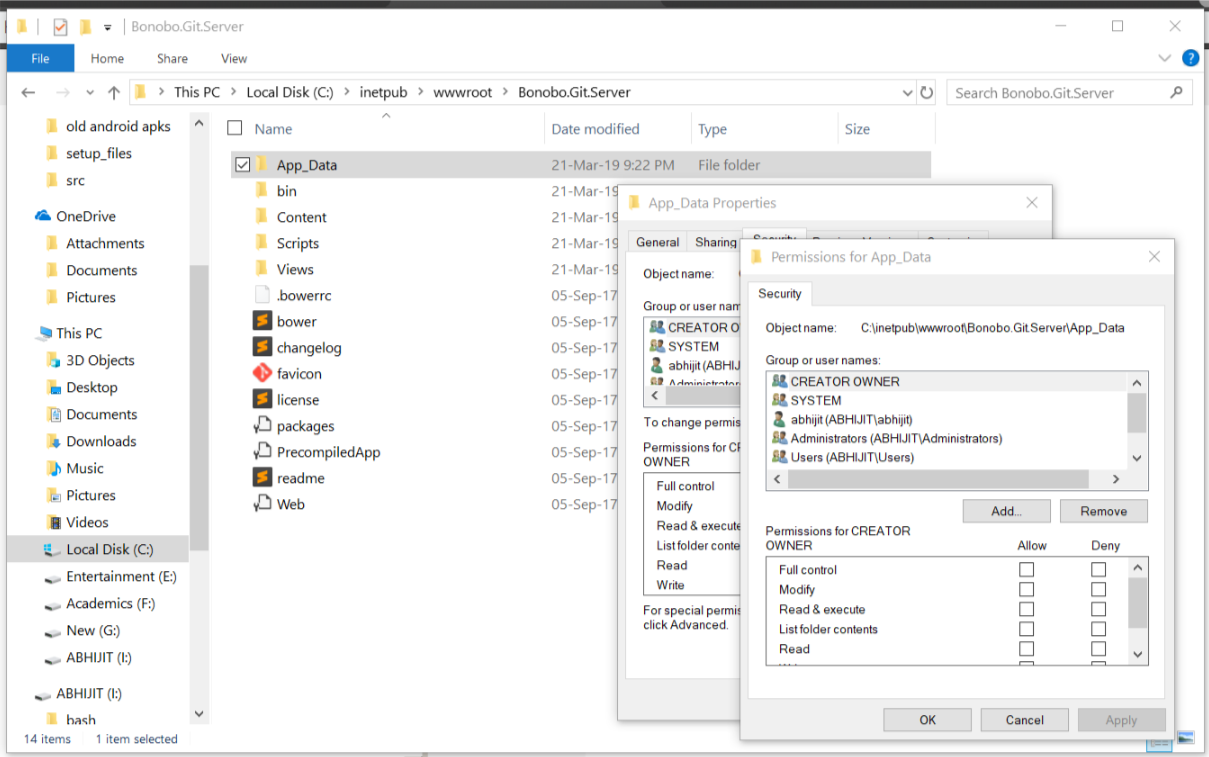 Bonobo.Git.Server
File Home Share View
This PC Local Disk (C:) inetpub wwwroot Bonobo.Git.Server
Search Bonobo.Git.Server
old android apks
setup_files
src
OneDrive
Attachments
Documents
Pictures
This PC
3D Objects
Desktop
Documents
Downloads
Music
Pictures
Videos
Local Disk (C:)
Entertainment (E:)
Academics (F:)
New (G:)
ABHIJIT (I:)
ABHIJIT (I:)
bash
Name Date modified Type Size
App_Data 21-Mar-19 9:22 PM File folder
bin 21-Mar-19
Content 21-Mar-19
Scripts 21-Mar-19
Views 21-Mar-19
.bowerrc 05-Sep-17
bower 05-Sep-17
changelog 05-Sep-17
favicon 05-Sep-17
license 05-Sep-17
packages 05-Sep-17
PrecompiledApp 05-Sep-17
readme 05-Sep-17
Web 05-Sep-17
14 items 1 item selected
App_Data Properties
General Sharing Security
Object name:
Group or user nam
CREATOR O
SYSTEM
abhijit (ABHIJ
Administrators
To change permis
Permissions for CR
OWNER
Full control
Modify
Read & execute
List folder conte
Read
Write
For special permis
click Advanced.
Permissions for App_Data
Security
Object name: C:\inetpub\wwwroot\Bonobo.Git.Server\App_Data
Group or user names:
CREATOR OWNER
SYSTEM
abhijit (ABHIJIT\abhijit)
Administrators (ABHIJIT\Administrators)
Users (ABHIJIT\Users)
Add... Remove
Permissions for CREATOR
OWNER Allow Deny
Full control
Modify
Read & execute
List folder contents
Read
OK Cancel Apply